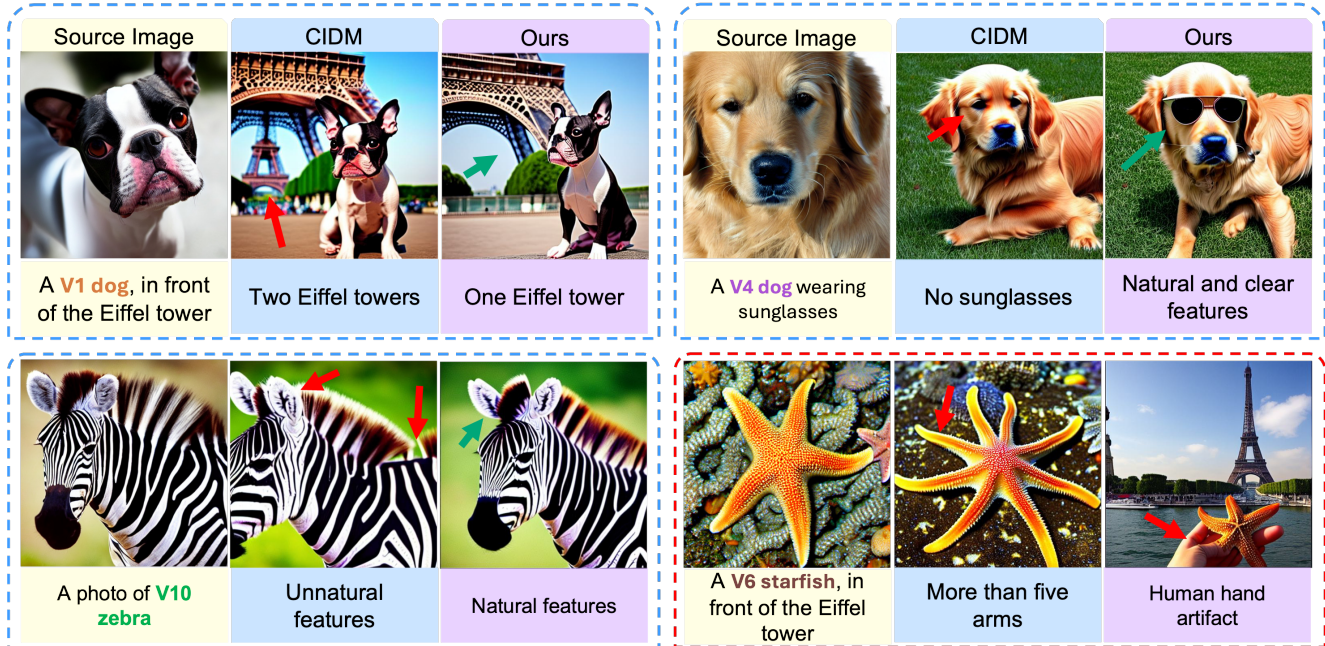 Source Image
CIDM
Ours
A V1 dog, in front
of the Eiffel tower
Two Eiffel towers
One Eiffel tower
Source Image
CIDM
Ours
A V4 dog wearing
sunglasses
No sunglasses
Natural and clear
features
A photo of V10
zebra
Unnatural
features
Natural features
A V6 starfish, in
front of the Eiffel
tower
More than five
arms
Human hand
artifact